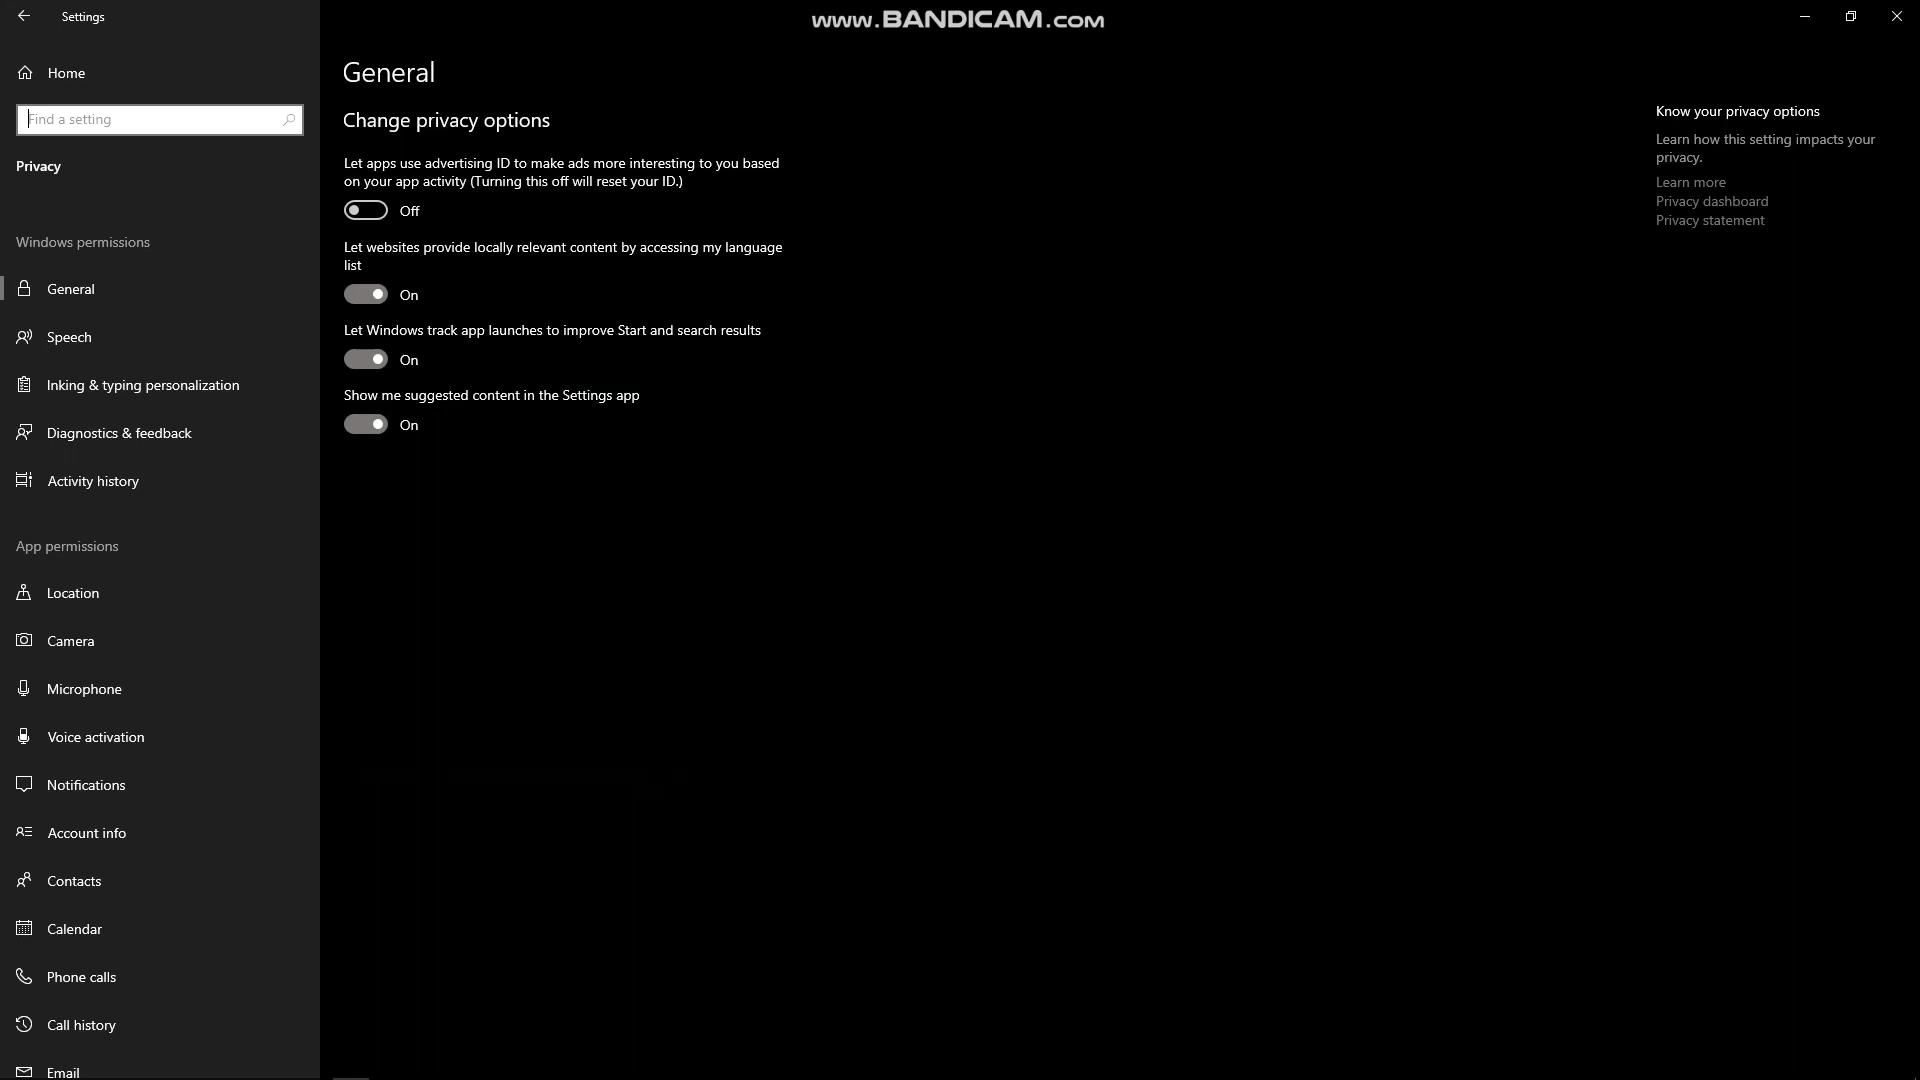 Settings
www.BANDICAM.COM
Home
Find a setting
Privacy
Windows permissions
General
Speech
Inking & typing personalization
Diagnostics & feedback
Activity history
App permissions
Location
Camera
Microphone
Voice activation
Notifications
Account info
Contacts
Calendar
Phone calls
Call history
Email
General
Change privacy options
Let apps use advertising ID to make ads more interesting to you based
on your app activity (Turning this off will reset your ID.)
Off
Let websites provide locally relevant content by accessing my language
list
On
Let Windows track app launches to improve Start and search results
On
Show me suggested content in the Settings app
On
Know your privacy options
Learn how this setting impacts your
privacy.
Learn more
Privacy dashboard
Privacy statement